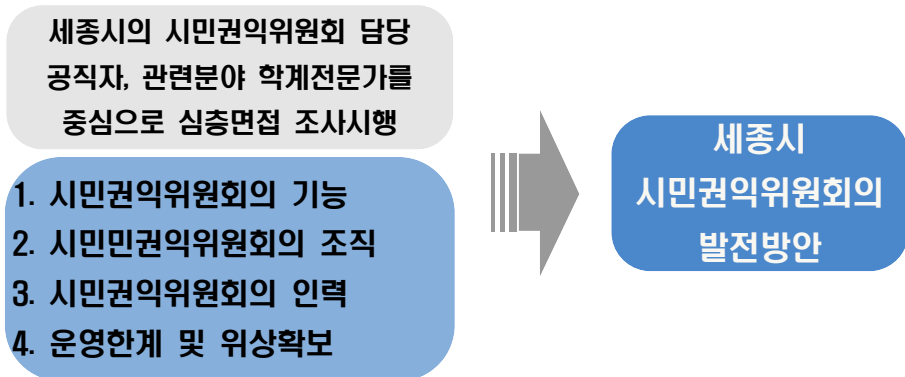 세종시의 시민권익위원회 담당
공직자, 관련분야 학계전문가를
중심으로 심층면접 조사시행
1. 시민권익위원회의 기능
2. 시민민권익위원회의 조직
3. 시민권익위원회의 인력
4. 운영한계 및 위상확보
세종시
시민권익위원회의
발전방안